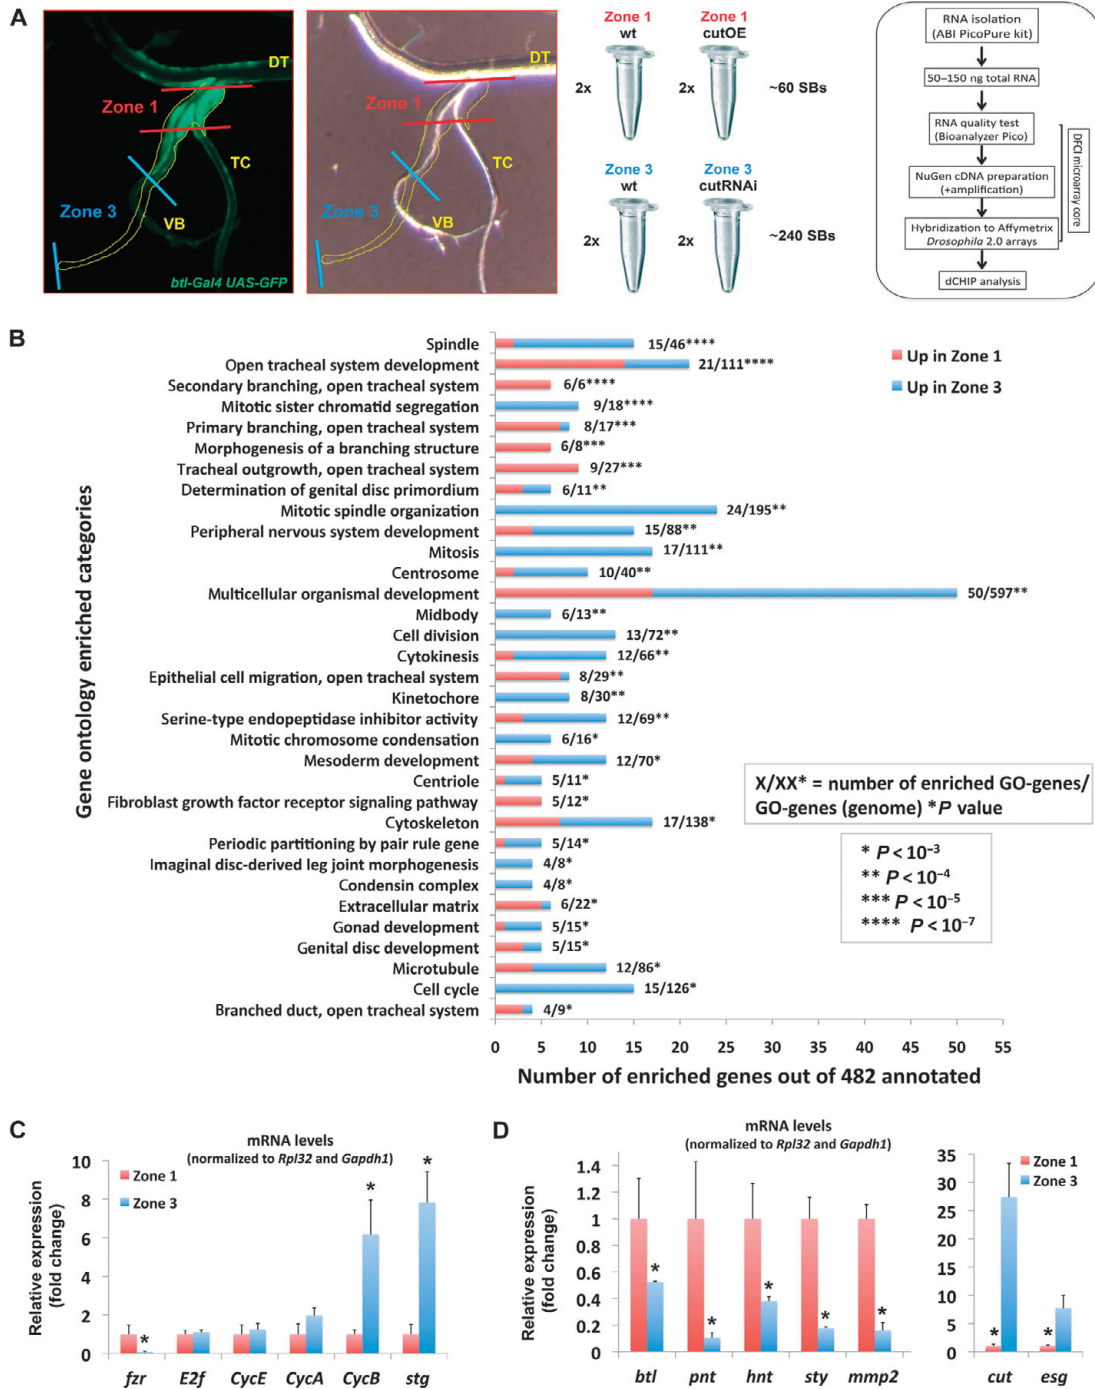 A
DT
Zone 1
TC
Zone 3
VB
btl-Gal4 UAS-GFP
DT
Zone 1
TC
Zone 3
VB
Zone 1
wt
Zone 1
cutOE
2x
2x
~60 SBs
Zone 3
wt
Zone 3
cutRNAi
2x
2x
~240 SBs
RNA isolation
(ABI PicoPure kit)
50–150 ng total RNA
RNA quality test
(Bioanalyzer Pico)
NuGen cDNA preparation
(+amplification)
Hybridization to Affymetrix
Drosophila 2.0 arrays
dCHIP analysis
DFCI microarray core
B
Gene ontology enriched categories
Up in Zone 1
Up in Zone 3
Spindle 15/46****
Open tracheal system development 21/111****
Secondary branching, open tracheal system 6/6****
Mitotic sister chromatid segregation 9/18****
Primary branching, open tracheal system 8/17***
Morphogenesis of a branching structure 6/8***
Tracheal outgrowth, open tracheal system 9/27***
Determination of genital disc primordium 6/11**
Mitotic spindle organization 24/195**
Peripheral nervous system development 15/88**
Mitosis 17/111**
Centrosome 10/40**
Multicellular organismal development 50/597**
Midbody 6/13**
Cell division 13/72**
Cytokinesis 12/66**
Epithelial cell migration, open tracheal system 8/29**
Kinetochore 8/30**
Serine-type endopeptidase inhibitor activity 12/69**
Mitotic chromosome condensation 6/16*
Mesoderm development 12/70*
Centriole 5/11*
Fibroblast growth factor receptor signaling pathway 5/12*
Cytoskeleton 17/138*
Periodic partitioning by pair rule gene 5/14*
Imaginal disc-derived leg joint morphogenesis 4/8*
Condensin complex 4/8*
Extracellular matrix 6/22*
Gonad development 5/15*
Genital disc development 5/15*
Microtubule 12/86*
Cell cycle 15/126*
Branched duct, open tracheal system 4/9*
X/XX* = number of enriched GO-genes/
GO-genes (genome) *P value
* P < 10⁻³
** P < 10⁻⁴
*** P < 10⁻⁵
**** P < 10⁻⁷
0 5 10 15 20 25 30 35 40 45 50 55
Number of enriched genes out of 482 annotated
C
mRNA levels
(normalized to Rpl32 and Gapdh1)
Relative expression
(fold change)
Zone 1
Zone 3
10
8
6
4
2
0
*
*
*
fzr E2f CycE CycA CycB stg
D
mRNA levels
(normalized to Rpl32 and Gapdh1)
Relative expression
(fold change)
1.4
1.2
1
0.8
0.6
0.4
0.2
0
* * * * *
btl pnt hnt sty mmp2
35
30
25
20
15
10
5
0
Zone 1
Zone 3
* *
cut esg